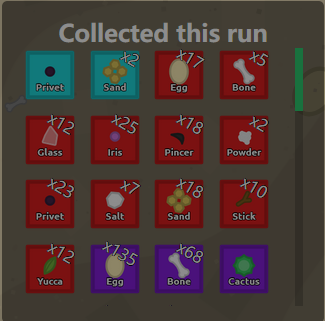 Collected this run
Privet
x2 Sand
x17 Egg
x5 Bone
x12 Glass
x25 Iris
x18 Pincer
x2 Powder
x23 Privet
x7 Salt
x18 Sand
x10 Stick
x12 Yucca
x135 Egg
x68 Bone
Cactus